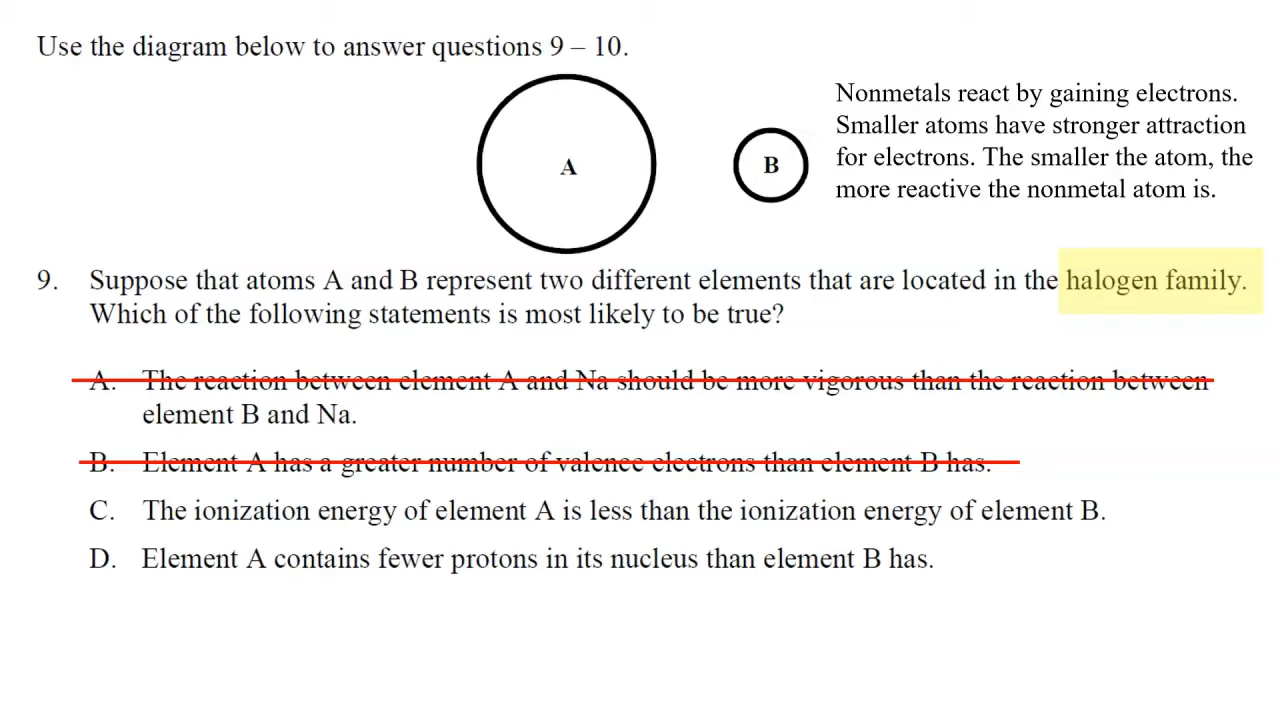 Use the diagram below to answer questions 9 – 10.
A
B
Nonmetals react by gaining electrons.
Smaller atoms have stronger attraction
for electrons. The smaller the atom, the
more reactive the nonmetal atom is.
9. Suppose that atoms A and B represent two different elements that are located in the halogen family.
Which of the following statements is most likely to be true?
A. The reaction between element A and Na should be more vigorous than the reaction between
element B and Na.
B. Element A has a greater number of valence electrons than element B has.
C. The ionization energy of element A is less than the ionization energy of element B.
D. Element A contains fewer protons in its nucleus than element B has.